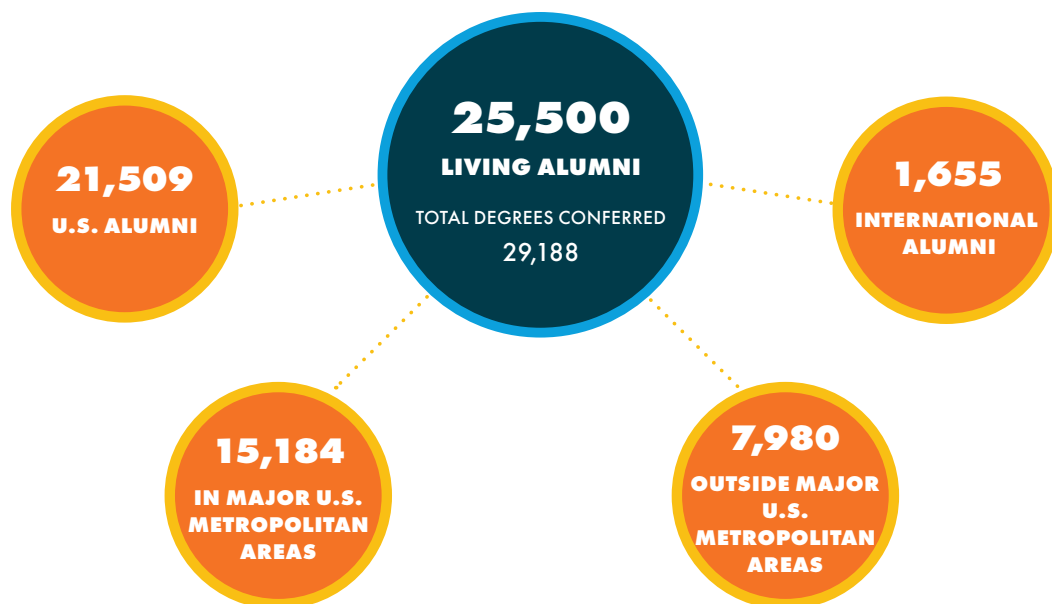 25,500
LIVING ALUMNI
TOTAL DEGREES CONFERRED
29,188
21,509
U.S. ALUMNI
1,655
INTERNATIONAL
ALUMNI
15,184
IN MAJOR U.S.
METROPOLITAN
AREAS
7,980
OUTSIDE MAJOR
U.S.
METROPOLITAN
AREAS